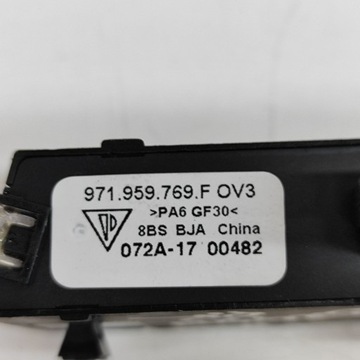 971.959.769.F OV3
>PA6 GF30<
8BS BJA China
072A-17 00482